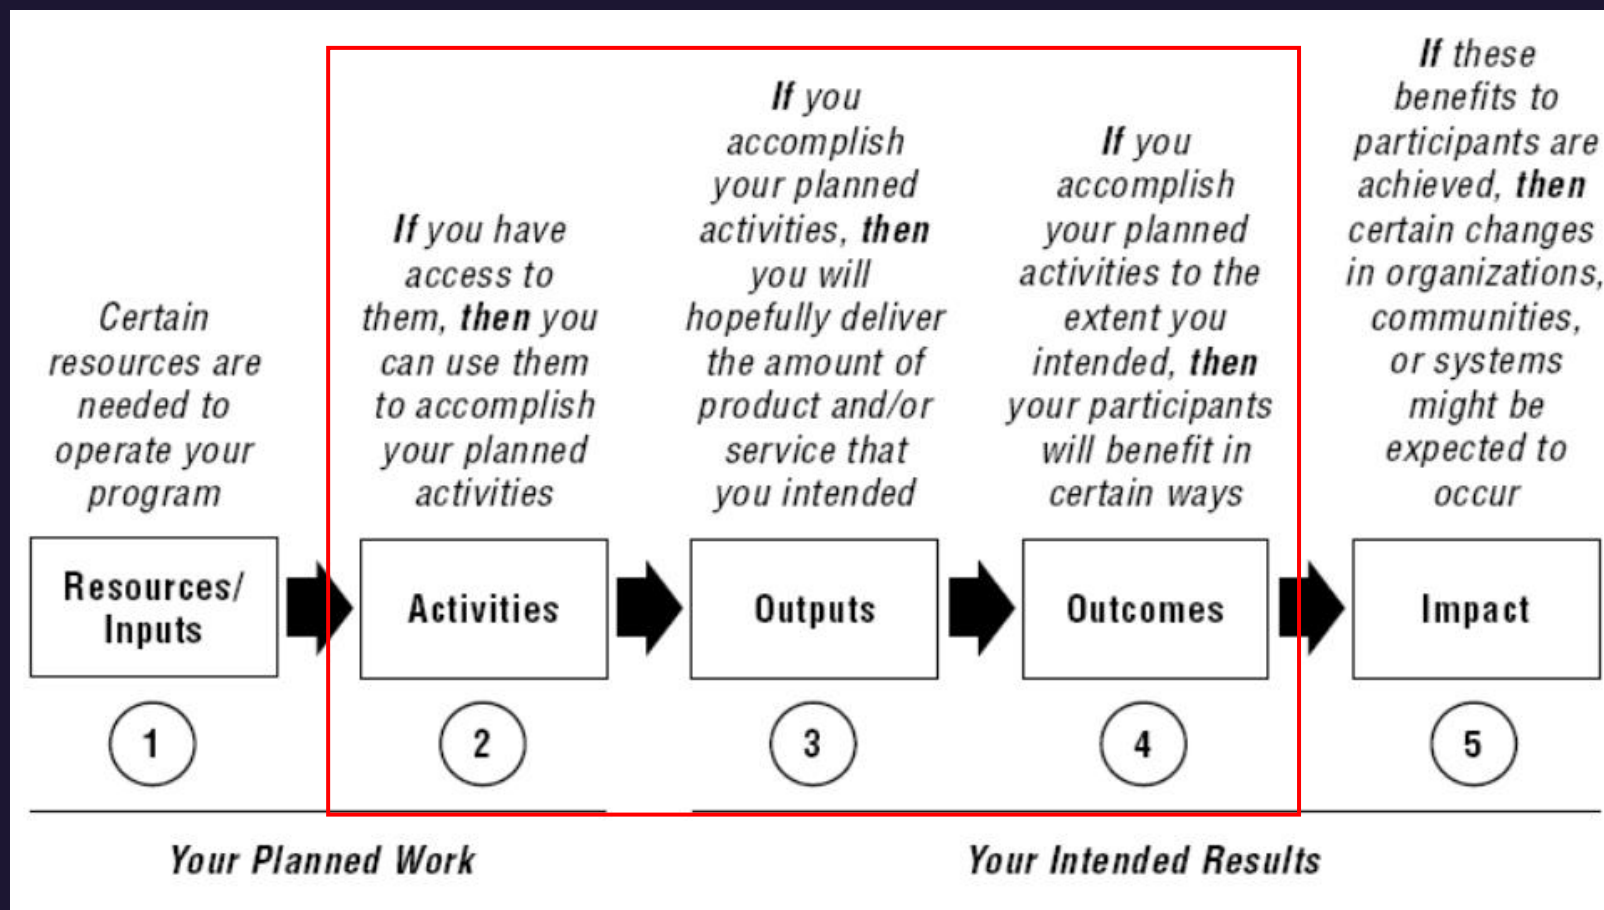 Certain
resources are
needed to
operate your
program
Resources/
Inputs
1
If you have
access to
them, then you
can use them
to accomplish
your planned
activities
Activities
2
If you
accomplish
your planned
activities, then
you will
hopefully deliver
the amount of
product and/or
service that
you intended
Outputs
3
If you
accomplish
your planned
activities to the
extent you
intended, then
your participants
will benefit in
certain ways
Outcomes
4
If these
benefits to
participants are
achieved, then
certain changes
in organizations,
communities,
or systems
might be
expected to
occur
Impact
5
Your Planned Work
Your Intended Results